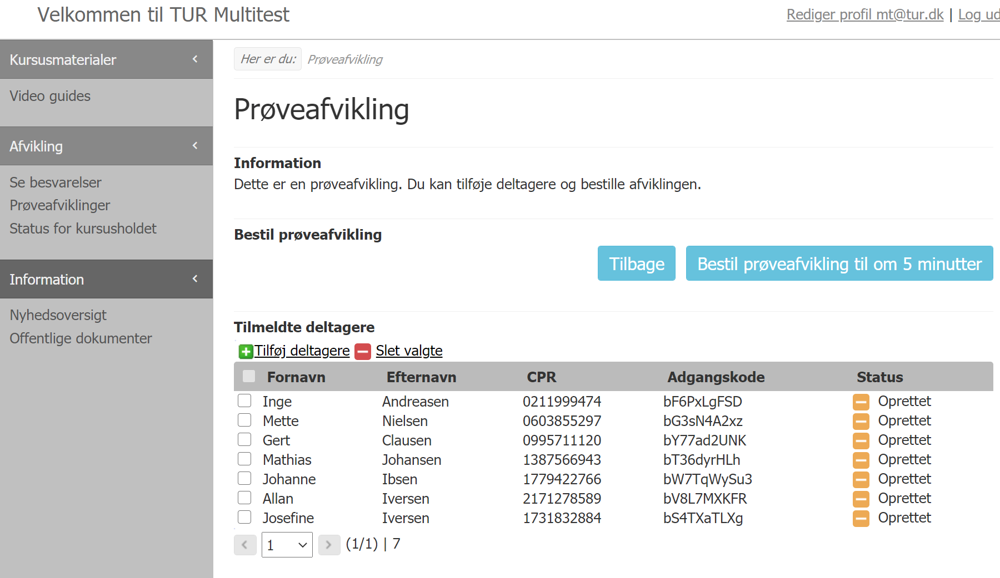 Velkommen til TUR Multitest
Rediger profil mt@tur.dk | Log ud
Kursusmaterialer
Video guides
Afvikling
Se besvarelser
Prøveafviklinger
Status for kursusholdet
Information
Nyhedsoversigt
Offentlige dokumenter
Her er du: Prøveafvikling
Prøveafvikling
Information
Dette er en prøveafvikling. Du kan tilføje deltagere og bestille afviklingen.
Bestil prøveafvikling
Tilbage Bestil prøveafvikling til om 5 minutter
Tilmeldte deltagere
Tilføj deltagere Slet valgte
Fornavn Efternavn CPR Adgangskode Status
Inge Andreasen 0211999474 bF6PxLgFSD Oprettet
Mette Nielsen 0603855297 bG3sN4A2xz Oprettet
Gert Clausen 0995711120 bY77ad2UNK Oprettet
Mathias Johansen 1387566943 bT36dyrHLh Oprettet
Johanne Ibsen 1779422766 bW7TqWySu3 Oprettet
Allan Iversen 2171278589 bV8L7MXKFR Oprettet
Josefine Iversen 1731832884 bS4TXaTLXg Oprettet
1 (1/1) | 7